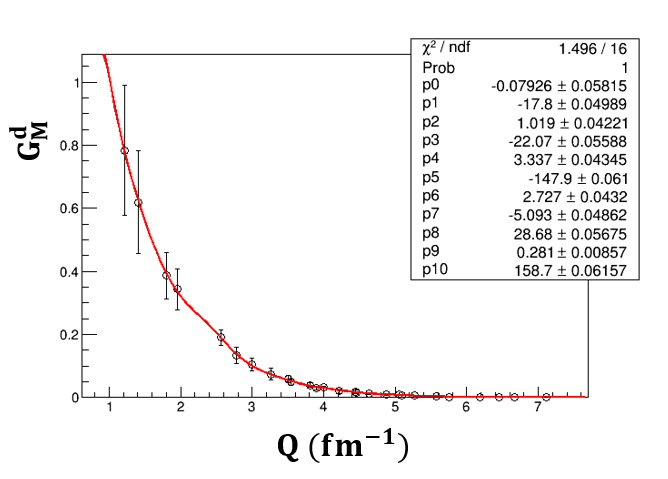 χ² / ndf 1.496 / 16
Prob 1
p0 -0.07926 ± 0.05815
p1 -17.8 ± 0.04989
p2 1.019 ± 0.04221
p3 -22.07 ± 0.05588
p4 3.337 ± 0.04345
p5 -147.9 ± 0.061
p6 2.727 ± 0.0432
p7 -5.093 ± 0.04862
p8 28.68 ± 0.05675
p9 0.281 ± 0.00857
p10 158.7 ± 0.06157
G_M^d
1
0.8
0.6
0.4
0.2
0
1 2 3 4 5 6 7
Q (fm⁻¹)